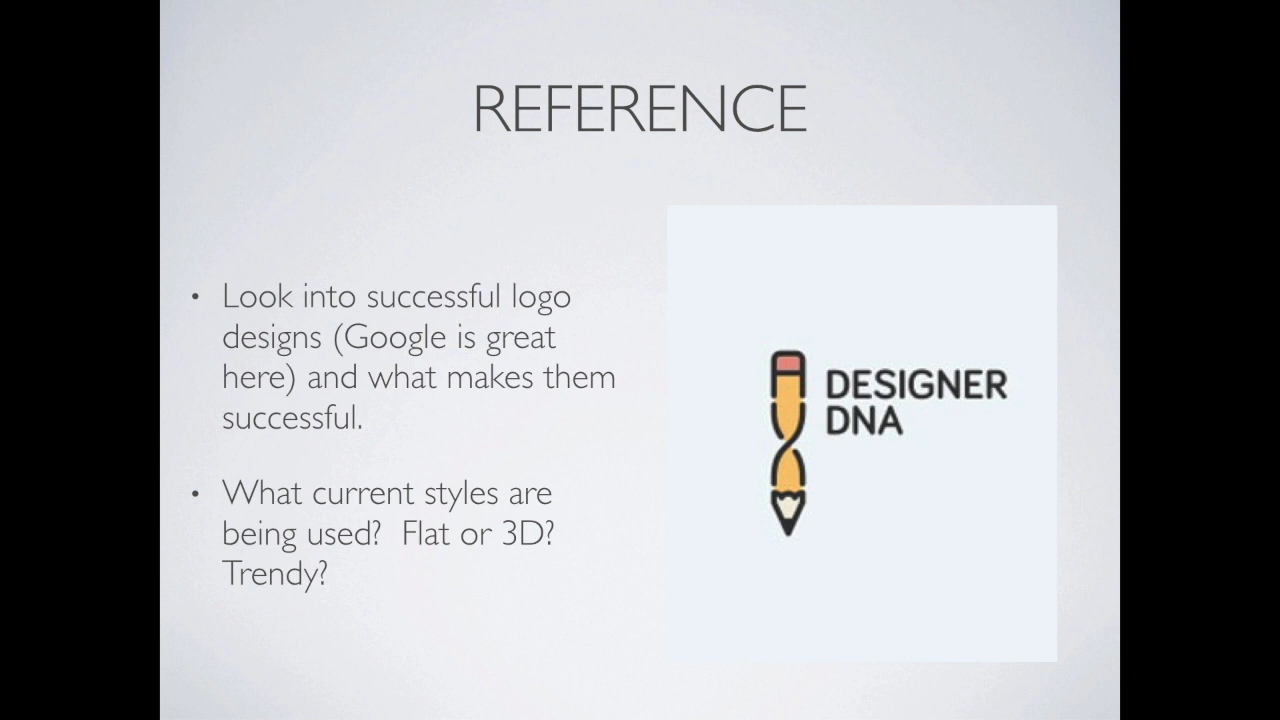 REFERENCE
• Look into successful logo
designs (Google is great
here) and what makes them
successful.
• What current styles are
being used?  Flat or 3D?
Trendy?
DESIGNER
DNA